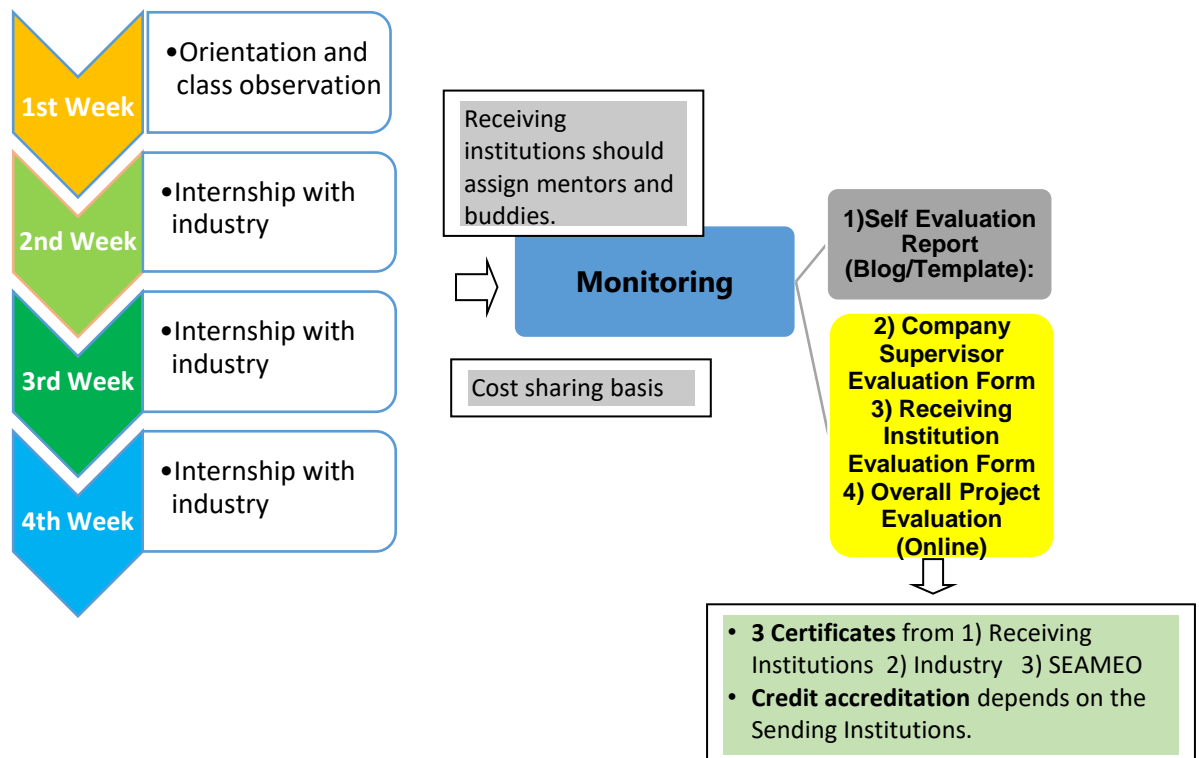 1st Week
•Orientation and
class observation
2nd Week
•Internship with
industry
3rd Week
•Internship with
industry
4th Week
•Internship with
industry
Receiving
institutions should
assign mentors and
buddies.
Monitoring
Cost sharing basis
1)Self Evaluation
Report
(Blog/Template):
2) Company
Supervisor
Evaluation Form
3) Receiving
Institution
Evaluation Form
4) Overall Project
Evaluation
(Online)
• 3 Certificates from 1) Receiving
Institutions 2) Industry 3) SEAMEO
• Credit accreditation depends on the
Sending Institutions.